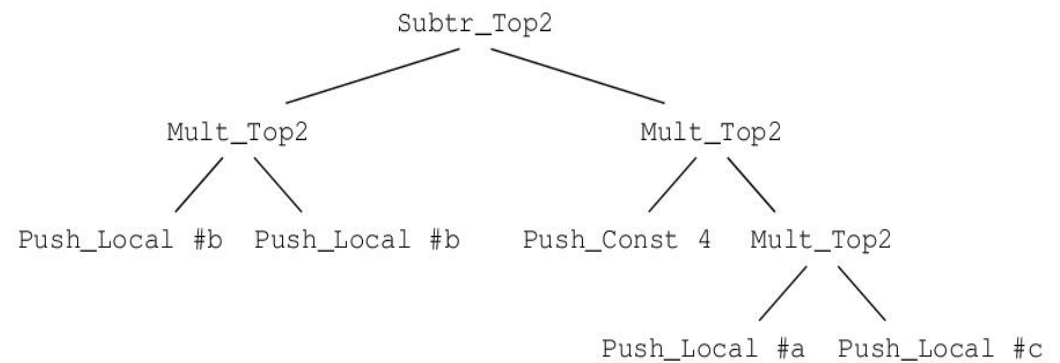 Subtr_Top2
Mult_Top2 Mult_Top2
Push_Local #b Push_Local #b Push_Const 4 Mult_Top2
Push_Local #a Push_Local #c